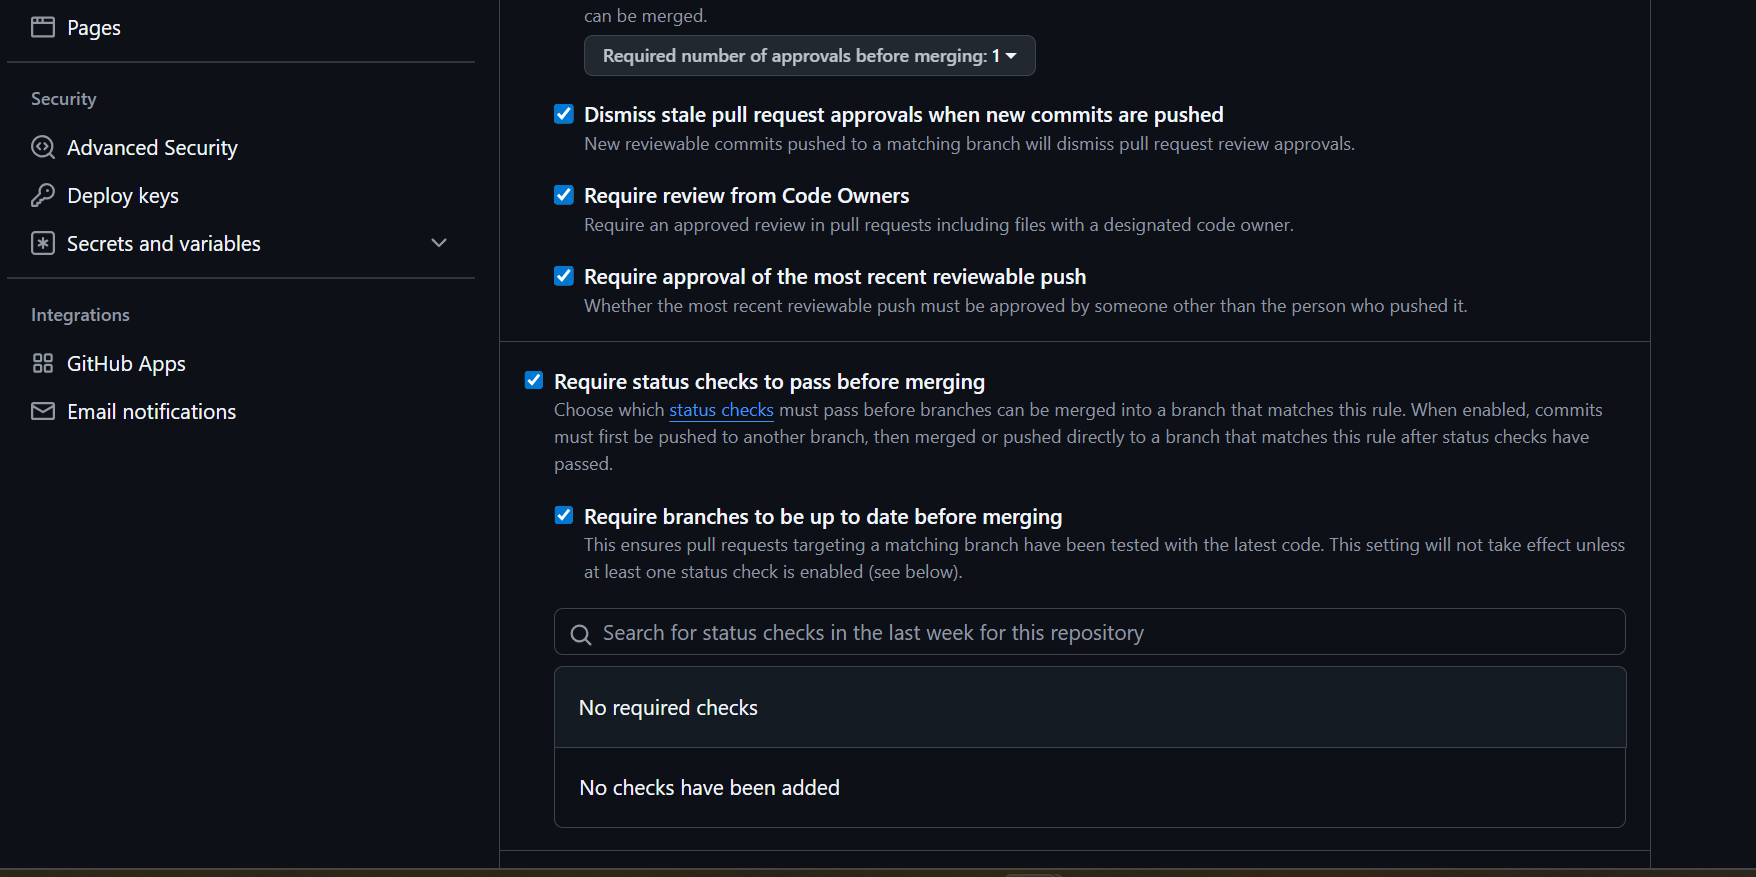 Pages
Security
Advanced Security
Deploy keys
Secrets and variables
Integrations
GitHub Apps
Email notifications
can be merged.
Required number of approvals before merging: 1
Dismiss stale pull request approvals when new commits are pushed
New reviewable commits pushed to a matching branch will dismiss pull request review approvals.
Require review from Code Owners
Require an approved review in pull requests including files with a designated code owner.
Require approval of the most recent reviewable push
Whether the most recent reviewable push must be approved by someone other than the person who pushed it.
Require status checks to pass before merging
Choose which status checks must pass before branches can be merged into a branch that matches this rule. When enabled, commits
must first be pushed to another branch, then merged or pushed directly to a branch that matches this rule after status checks have
passed.
Require branches to be up to date before merging
This ensures pull requests targeting a matching branch have been tested with the latest code. This setting will not take effect unless
at least one status check is enabled (see below).
Search for status checks in the last week for this repository
No required checks
No checks have been added